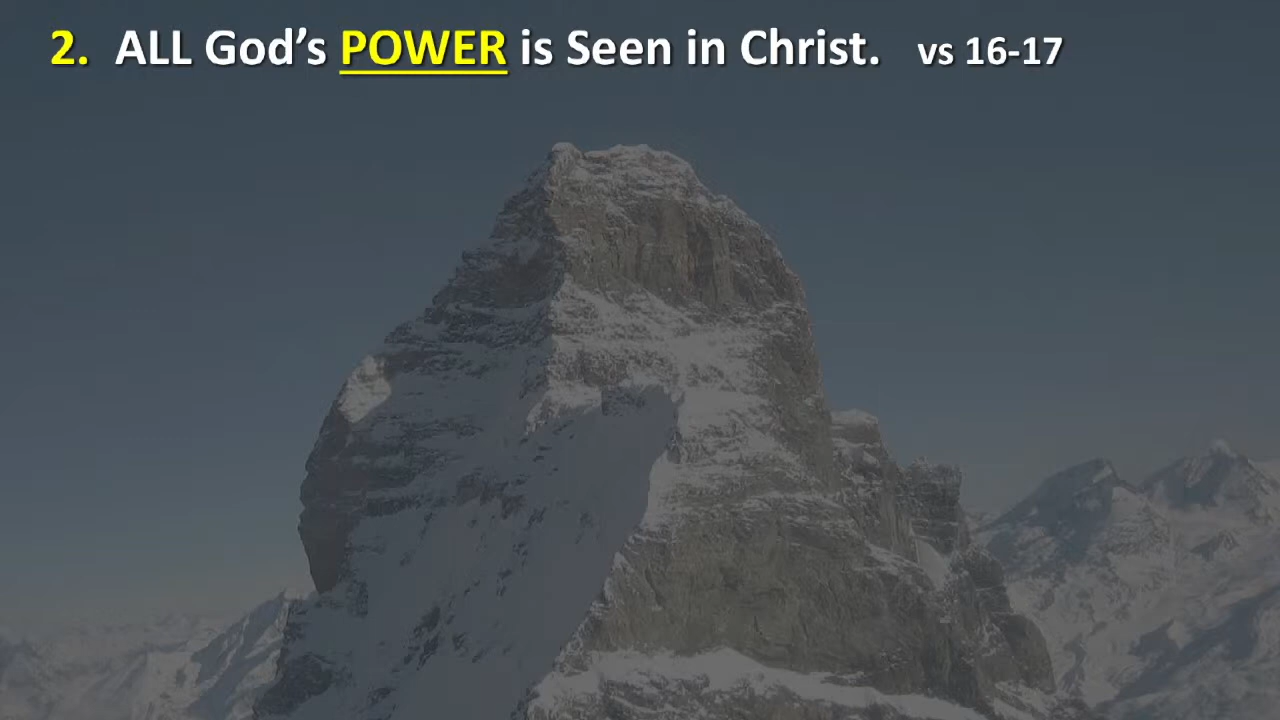 2. ALL God’s POWER is Seen in Christ. vs 16-17